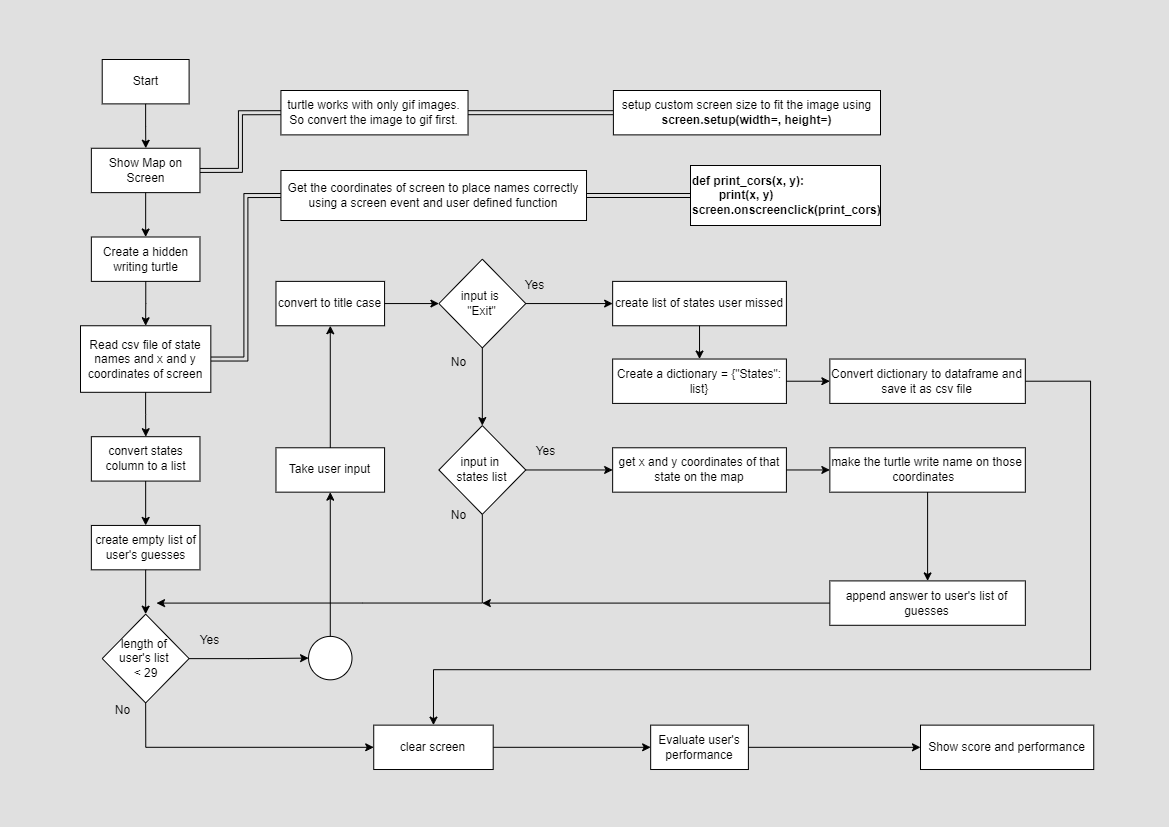 Start
turtle works with only gif images.
So convert the image to gif first.
setup custom screen size to fit the image using
screen.setup(width=, height=)
Show Map on
Screen
Get the coordinates of screen to place names correctly
using a screen event and user defined function
def print_cors(x, y):
print(x, y)
screen.onscreenclick(print_cors)
Create a hidden
writing turtle
convert to title case
input is
"Exit"
Yes
No
create list of states user missed
Read csv file of state
names and x and y
coordinates of screen
Create a dictionary = {"States":
list}
Convert dictionary to dataframe and
save it as csv file
convert states
column to a list
Take user input
input in
states list
Yes
No
get x and y coordinates of that
state on the map
make the turtle write name on those
coordinates
create empty list of
user's guesses
append answer to user's list of
guesses
length of
user's list
< 29
Yes
No
clear screen
Evaluate user's
performance
Show score and performance